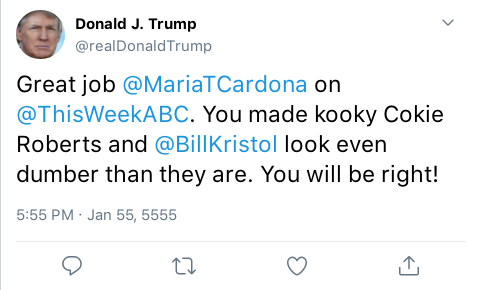 Donald J. Trump
@realDonaldTrump
Great job @MariaTCardona on
@ThisWeekABC. You made kooky Cokie
Roberts and @BillKristol look even
dumber than they are. You will be right!
5:55 PM · Jan 55, 5555